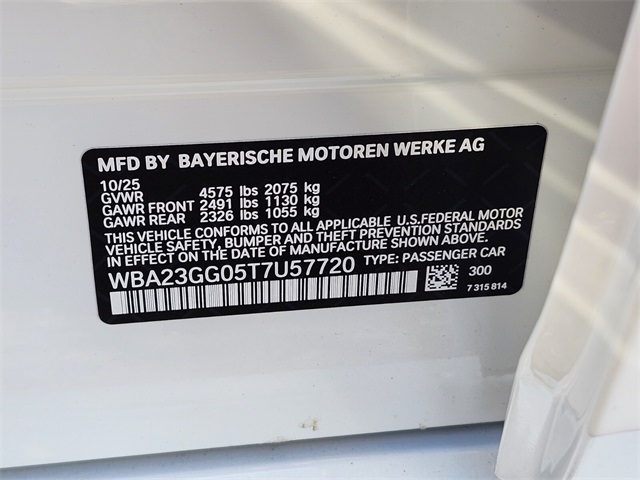 MFD BY BAYERISCHE MOTOREN WERKE AG
10/25
GVWR 4575 lbs 2075 kg
GAWR FRONT 2491 lbs 1130 kg
GAWR REAR 2326 lbs 1055 kg
THIS VEHICLE CONFORMS TO ALL APPLICABLE U.S.FEDERAL MOTOR
VEHICLE SAFETY, BUMPER, AND THEFT PREVENTION STANDARDS
IN EFFECT ON THE DATE OF MANUFACTURE SHOWN ABOVE.
WBA23GG05T7U57720 TYPE: PASSENGER CAR
300
7 315 814